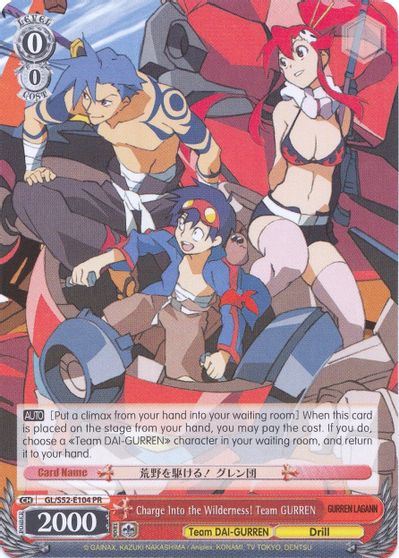 LEVEL
0
0
COST
AUTO [Put a climax from your hand into your waiting room] When this card
is placed on the stage from your hand, you may pay the cost. If you do,
choose a «Team DAI-GURREN» character in your waiting room, and
return it to your hand.
Card Name 荒野を駆ける! グレン団
CH GL/S52-E104 PR Charge Into the Wilderness! Team GURREN GURREN LAGANN
POWER 2000 Team DAI-GURREN Drill
© GAINAX, KAZUKI NAKASHIMA / Aniplex, KONAMI, TV TOKYO, DENTSU